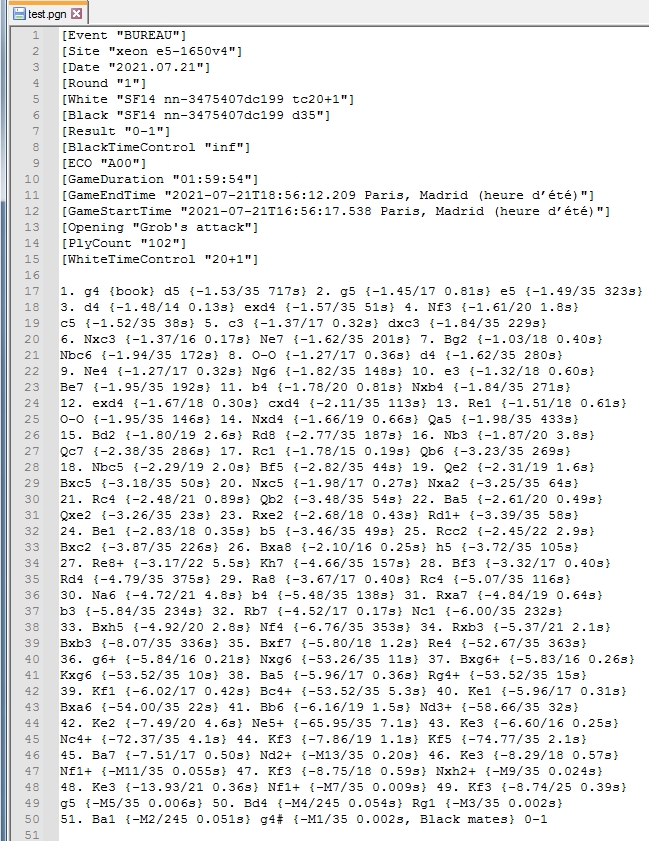 test.pgn
1 [Event "BUREAU"]
2 [Site "xeon e5-1650v4"]
3 [Date "2021.07.21"]
4 [Round "1"]
5 [White "SF14 nn-3475407dc199 tc20+1"]
6 [Black "SF14 nn-3475407dc199 d35"]
7 [Result "0-1"]
8 [BlackTimeControl "inf"]
9 [ECO "A00"]
10 [GameDuration "01:59:54"]
11 [GameEndTime "2021-07-21T18:56:12.209 Paris, Madrid (heure d’été)"]
12 [GameStartTime "2021-07-21T16:56:17.538 Paris, Madrid (heure d’été)"]
13 [Opening "Grob's attack"]
14 [PlyCount "102"]
15 [WhiteTimeControl "20+1"]
16
17 1. g4 {book} d5 {-1.53/35 717s} 2. g5 {-1.45/17 0.81s} e5 {-1.49/35 323s}
18 3. d4 {-1.48/14 0.13s} exd4 {-1.57/35 51s} 4. Nf3 {-1.61/20 1.8s}
19 c5 {-1.52/35 38s} 5. c3 {-1.37/17 0.32s} dxc3 {-1.84/35 229s}
20 6. Nxc3 {-1.37/16 0.17s} Ne7 {-1.62/35 201s} 7. Bg2 {-1.03/18 0.40s}
21 Nbc6 {-1.94/35 172s} 8. O-O {-1.27/17 0.36s} d4 {-1.62/35 280s}
22 9. Ne4 {-1.27/17 0.32s} Ng6 {-1.82/35 148s} 10. e3 {-1.32/18 0.60s}
23 Be7 {-1.95/35 192s} 11. b4 {-1.78/20 0.81s} Nxb4 {-1.84/35 271s}
24 12. exd4 {-1.67/18 0.30s} cxd4 {-2.11/35 113s} 13. Re1 {-1.51/18 0.61s}
25 O-O {-1.95/35 146s} 14. Nxd4 {-1.66/19 0.66s} Qa5 {-1.98/35 433s}
26 15. Bd2 {-1.80/19 2.6s} Rd8 {-2.77/35 187s} 16. Nb3 {-1.87/20 3.8s}
27 Qc7 {-2.38/35 286s} 17. Rc1 {-1.78/15 0.19s} Qb6 {-3.23/35 269s}
28 18. Nbc5 {-2.29/19 2.0s} Bf5 {-2.82/35 44s} 19. Qe2 {-2.31/19 1.6s}
29 Bxc5 {-3.18/35 50s} 20. Nxc5 {-1.98/17 0.27s} Nxa2 {-3.25/35 64s}
30 21. Rc4 {-2.48/21 0.89s} Qb2 {-3.48/35 54s} 22. Ba5 {-2.61/20 0.49s}
31 Qxe2 {-3.26/35 23s} 23. Rxe2 {-2.68/18 0.43s} Rd1+ {-3.39/35 58s}
32 24. Be1 {-2.83/18 0.35s} b5 {-3.46/35 49s} 25. Rcc2 {-2.45/22 2.9s}
33 Bxc2 {-3.87/35 226s} 26. Bxa8 {-2.10/16 0.25s} h5 {-3.72/35 105s}
34 27. Re8+ {-3.17/22 5.5s} Kh7 {-4.66/35 157s} 28. Bf3 {-3.32/17 0.40s}
35 Rd4 {-4.79/35 375s} 29. Ra8 {-3.67/17 0.40s} Rc4 {-5.07/35 116s}
36 30. Na6 {-4.72/21 4.8s} b4 {-5.48/35 138s} 31. Rxa7 {-4.84/19 0.64s}
37 b3 {-5.84/35 234s} 32. Rb7 {-4.52/17 0.17s} Nc1 {-6.00/35 232s}
38 33. Bxh5 {-4.92/20 2.8s} Nf4 {-6.76/35 353s} 34. Rxb3 {-5.37/21 2.1s}
39 Bxb3 {-8.07/35 336s} 35. Bxf7 {-5.80/18 1.2s} Re4 {-52.67/35 363s}
40 36. g6+ {-5.84/16 0.21s} Nxg6 {-53.26/35 11s} 37. Bxg6+ {-5.83/16 0.26s}
41 Kxg6 {-53.52/35 10s} 38. Ba5 {-5.96/17 0.36s} Rg4+ {-53.52/35 15s}
42 39. Kf1 {-6.02/17 0.42s} Bc4+ {-53.52/35 5.3s} 40. Ke1 {-5.96/17 0.31s}
43 Bxa6 {-54.00/35 22s} 41. Bb6 {-6.16/19 1.5s} Nd3+ {-58.66/35 32s}
44 42. Ke2 {-7.49/20 4.6s} Ne5+ {-65.95/35 7.1s} 43. Ke3 {-6.60/16 0.25s}
45 Nc4+ {-72.37/35 4.1s} 44. Kf3 {-7.86/19 1.1s} Kf5 {-74.77/35 2.1s}
46 45. Ba7 {-7.51/17 0.50s} Nd2+ {-M13/35 0.20s} 46. Ke3 {-8.29/18 0.57s}
47 Nf1+ {-M11/35 0.055s} 47. Kf3 {-8.75/18 0.59s} Nxh2+ {-M9/35 0.024s}
48 48. Ke3 {-13.93/21 0.36s} Nf1+ {-M7/35 0.009s} 49. Kf3 {-8.74/25 0.39s}
49 g5 {-M5/35 0.006s} 50. Bd4 {-M4/245 0.054s} Rg1 {-M3/35 0.002s}
50 51. Ba1 {-M2/245 0.051s} g4# {-M1/35 0.002s, Black mates} 0-1
51